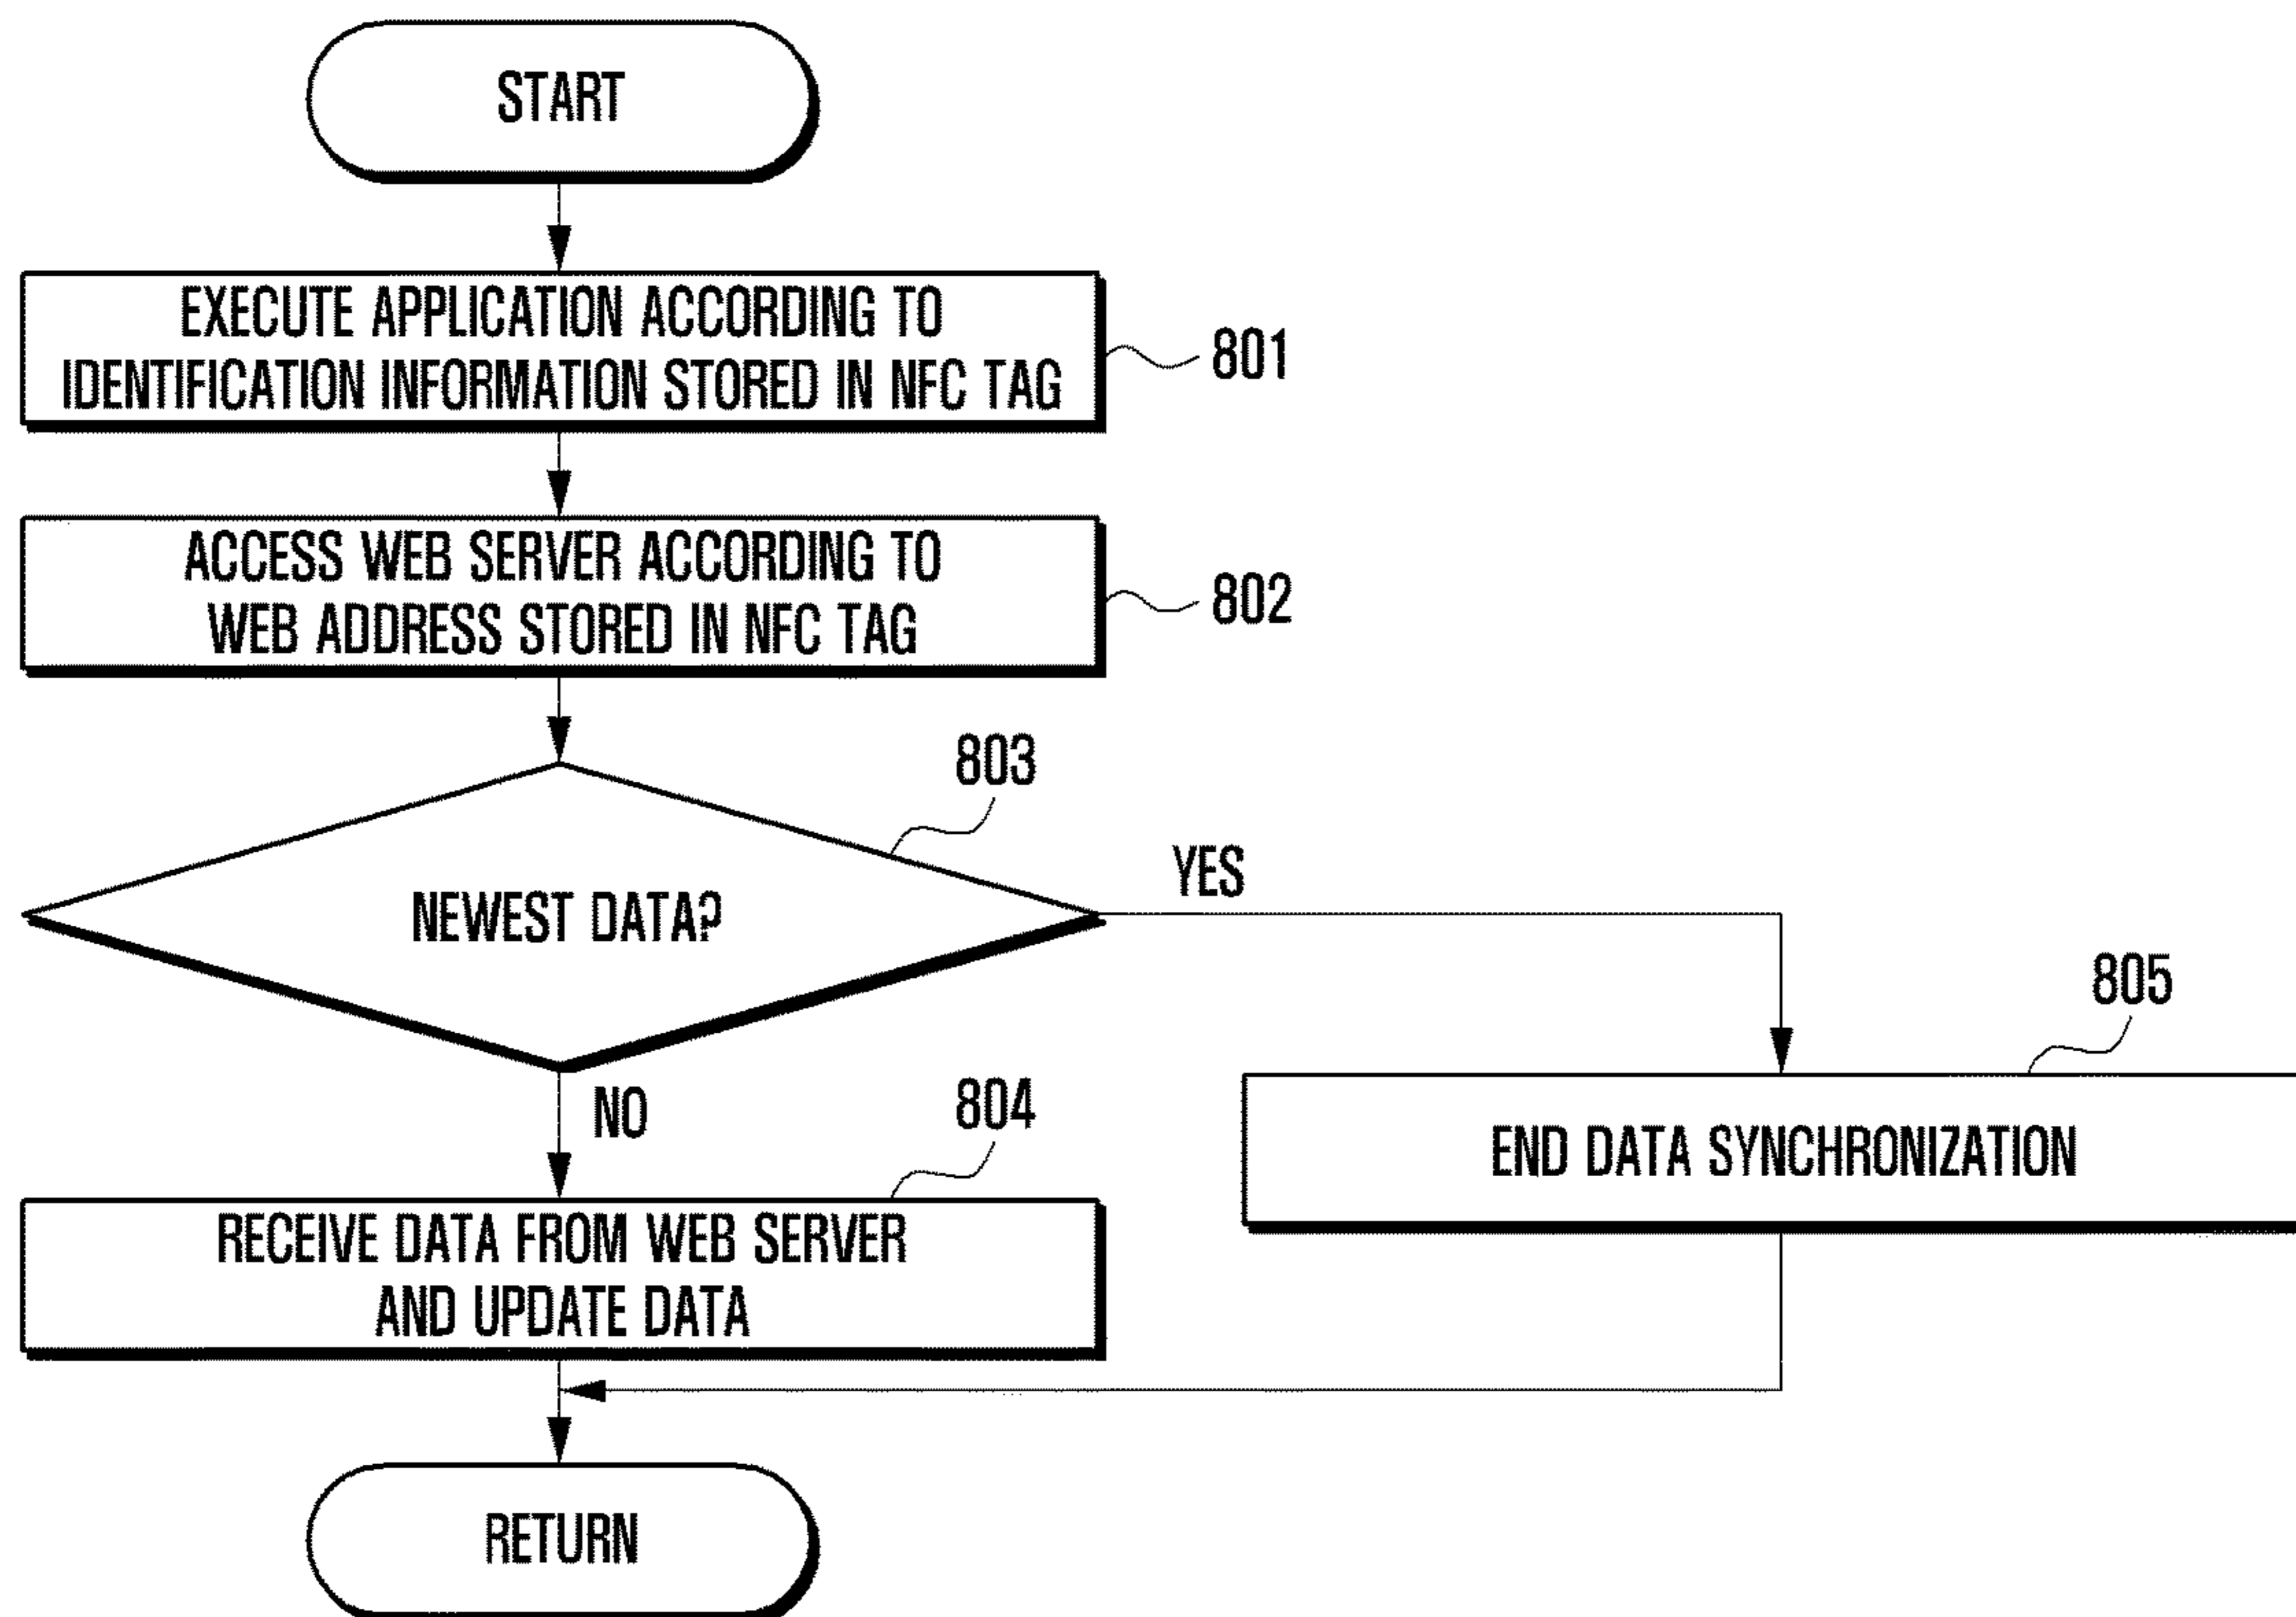 START
EXECUTE APPLICATION ACCORDING TO
IDENTIFICATION INFORMATION STORED IN NFC TAG
801
ACCESS WEB SERVER ACCORDING TO
WEB ADDRESS STORED IN NFC TAG
802
803
NEWEST DATA?
YES
NO
804
805
END DATA SYNCHRONIZATION
RECEIVE DATA FROM WEB SERVER
AND UPDATE DATA
RETURN